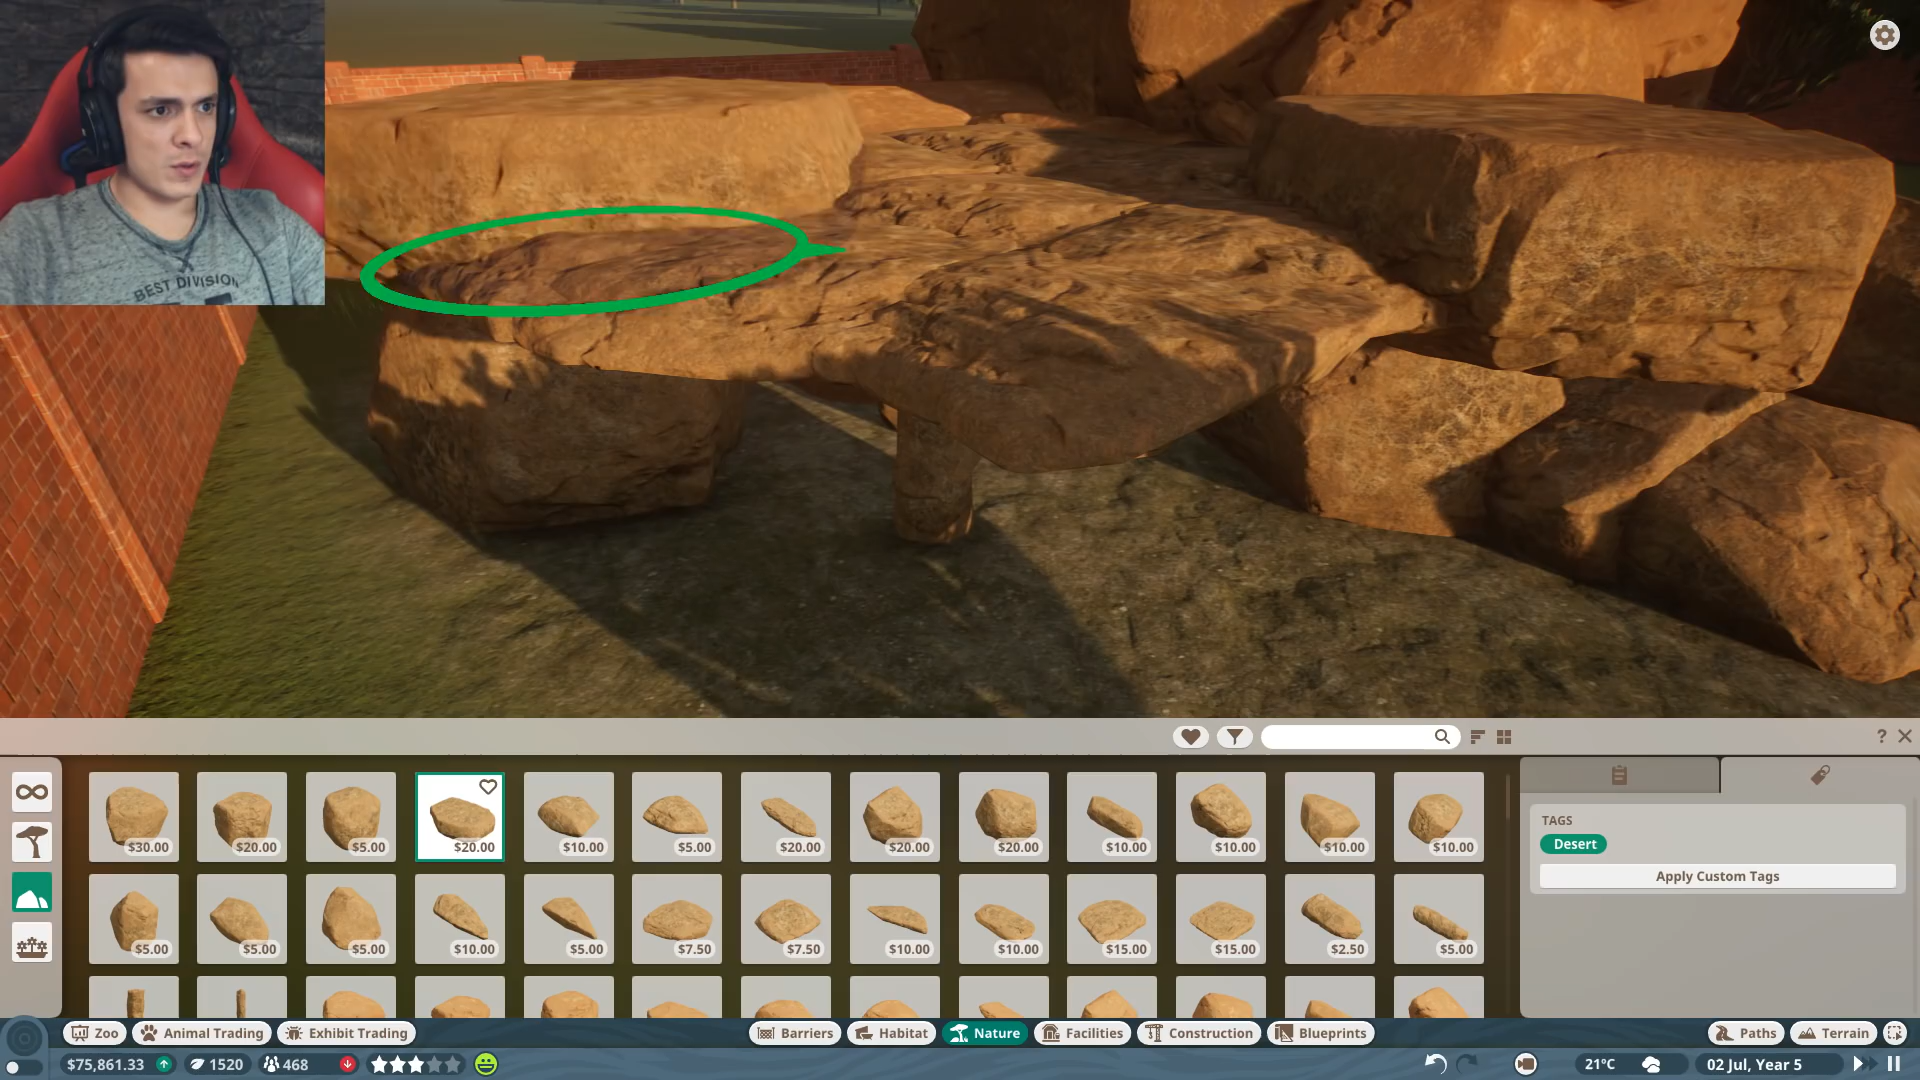 BEST DIVISION
?
$30.00 $20.00 $5.00 $20.00 $10.00 $5.00 $20.00 $20.00 $20.00 $10.00 $10.00 $10.00 $10.00
$5.00 $5.00 $5.00 $10.00 $5.00 $7.50 $7.50 $10.00 $10.00 $15.00 $15.00 $2.50 $5.00
TAGS
Desert
Apply Custom Tags
Zoo Animal Trading Exhibit Trading Barriers Habitat Nature Facilities Construction Blueprints Paths Terrain
$75,861.33 1520 468 21°C 02 Jul, Year 5